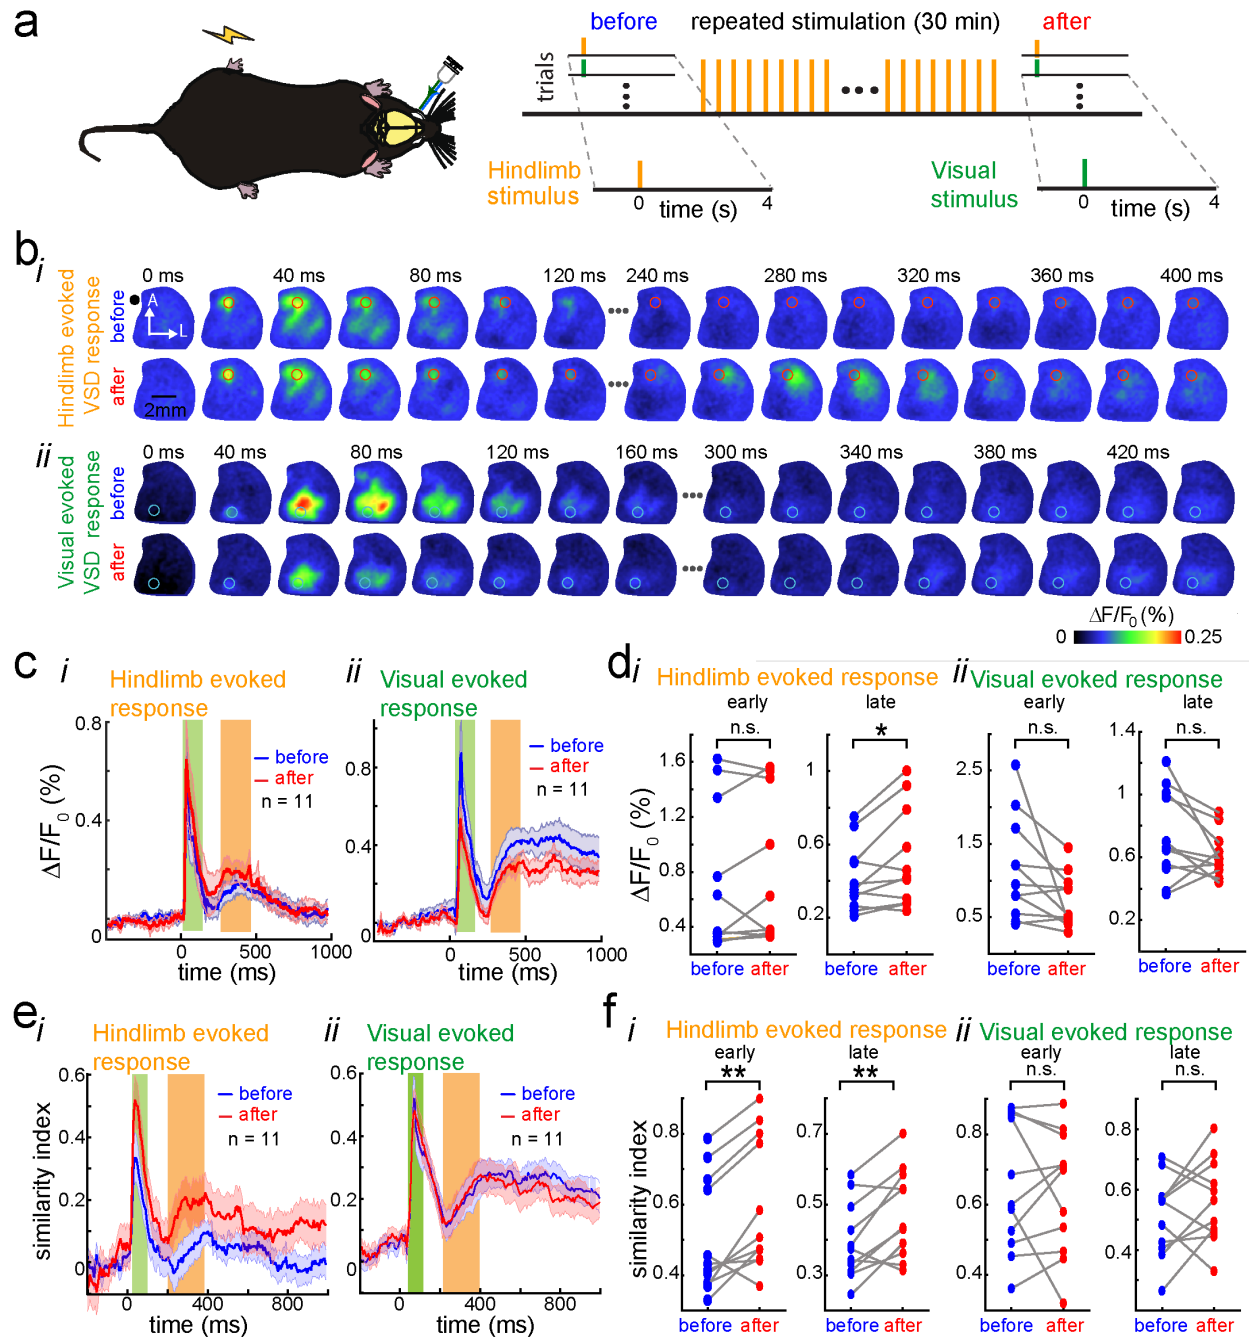 a
before
repeated stimulation (30 min)
after
trials
Hindlimb
stimulus
0
time (s)
4
Visual
stimulus
0
time (s)
4
b
i
Hindlimb evoked
VSD response
before
after
0 ms
40 ms
80 ms
120 ms
240 ms
280 ms
320 ms
360 ms
400 ms
A
L
2mm
ii
Visual evoked
VSD response
before
after
0 ms
40 ms
80 ms
120 ms
160 ms
300 ms
340 ms
380 ms
420 ms
ΔF/F0 (%)
0
0.25
c
i
Hindlimb evoked
response
0.8
0.4
0
ΔF/F0 (%)
before
after
n = 11
0
500
1000
time (ms)
ii
Visual evoked
response
0.8
0.4
0
before
after
n = 11
0
500
1000
time (ms)
d
i
Hindlimb evoked response
early
n.s.
ΔF/F0 (%)
1.6
1.2
0.8
0.4
before
after
late
*
1
0.6
0.2
before
after
ii
Visual evoked response
early
n.s.
2.5
1.5
0.5
before
after
late
n.s.
1.4
1
0.6
0.2
before
after
e
i
Hindlimb evoked
response
similarity index
0.6
0.4
0.2
0
before
after
n = 11
0
400
800
time (ms)
ii
Visual evoked
response
0.6
0.4
0.2
0
before
after
n = 11
0
400
800
time (ms)
f
i
Hindlimb evoked response
early
**
similarity index
0.8
0.6
0.4
before
after
late
**
0.7
0.5
0.3
before
after
ii
Visual evoked response
early
n.s.
0.8
0.6
0.4
before
after
late
n.s.
0.8
0.6
0.4
before
after